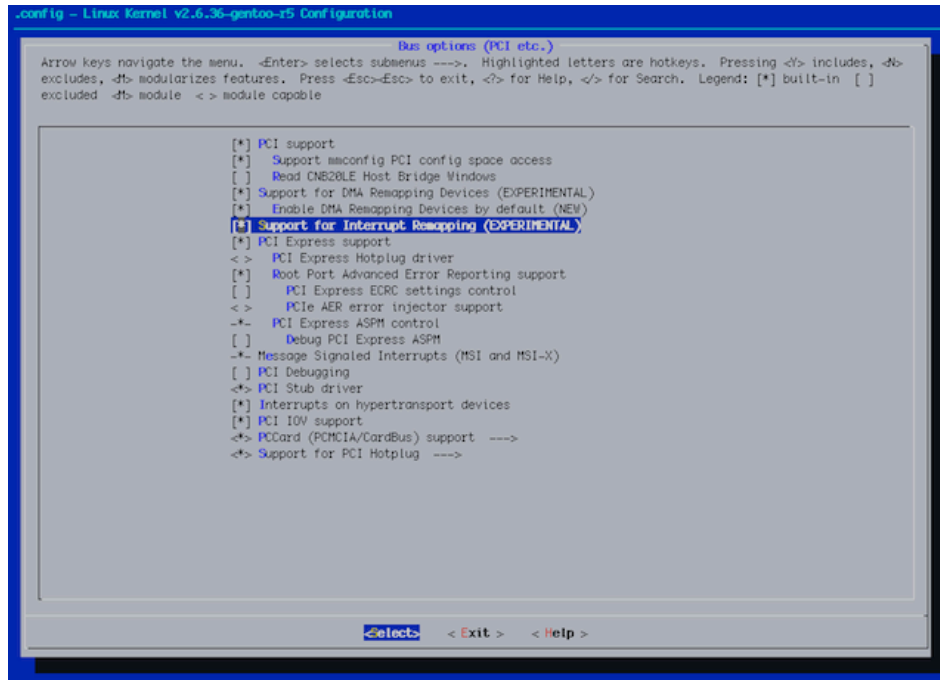 .config - Linux Kernel v2.6.36-gentoo-r5 Configuration
Bus options (PCI etc.)
Arrow keys navigate the menu.  <Enter> selects submenus --->.  Highlighted letters are hotkeys.  Pressing <Y> includes, <N>
excludes, <M> modularizes features.  Press <Esc><Esc> to exit, <?> for Help, </> for Search.  Legend: [*] built-in  [ ]
excluded  <M> module  < > module capable
[*] PCI support
[*]   Support mmconfig PCI config space access
[ ]   Read CNB20LE Host Bridge Windows
[*] Support for DMA Remapping Devices (EXPERIMENTAL)
[*]   Enable DMA Remapping Devices by default (NEW)
[*] Support for Interrupt Remapping (EXPERIMENTAL)
[*] PCI Express support
< >   PCI Express Hotplug driver
[*]   Root Port Advanced Error Reporting support
[ ]     PCI Express ECRC settings control
< >     PCIe AER error injector support
-*-   PCI Express ASPM control
[ ]     Debug PCI Express ASPM
-*- Message Signaled Interrupts (MSI and MSI-X)
[ ] PCI Debugging
<*> PCI Stub driver
[*] Interrupts on hypertransport devices
[*] PCI IOV support
<*> PCCard (PCMCIA/CardBus) support  --->
<*> Support for PCI Hotplug  --->
<Select>    < Exit >    < Help >